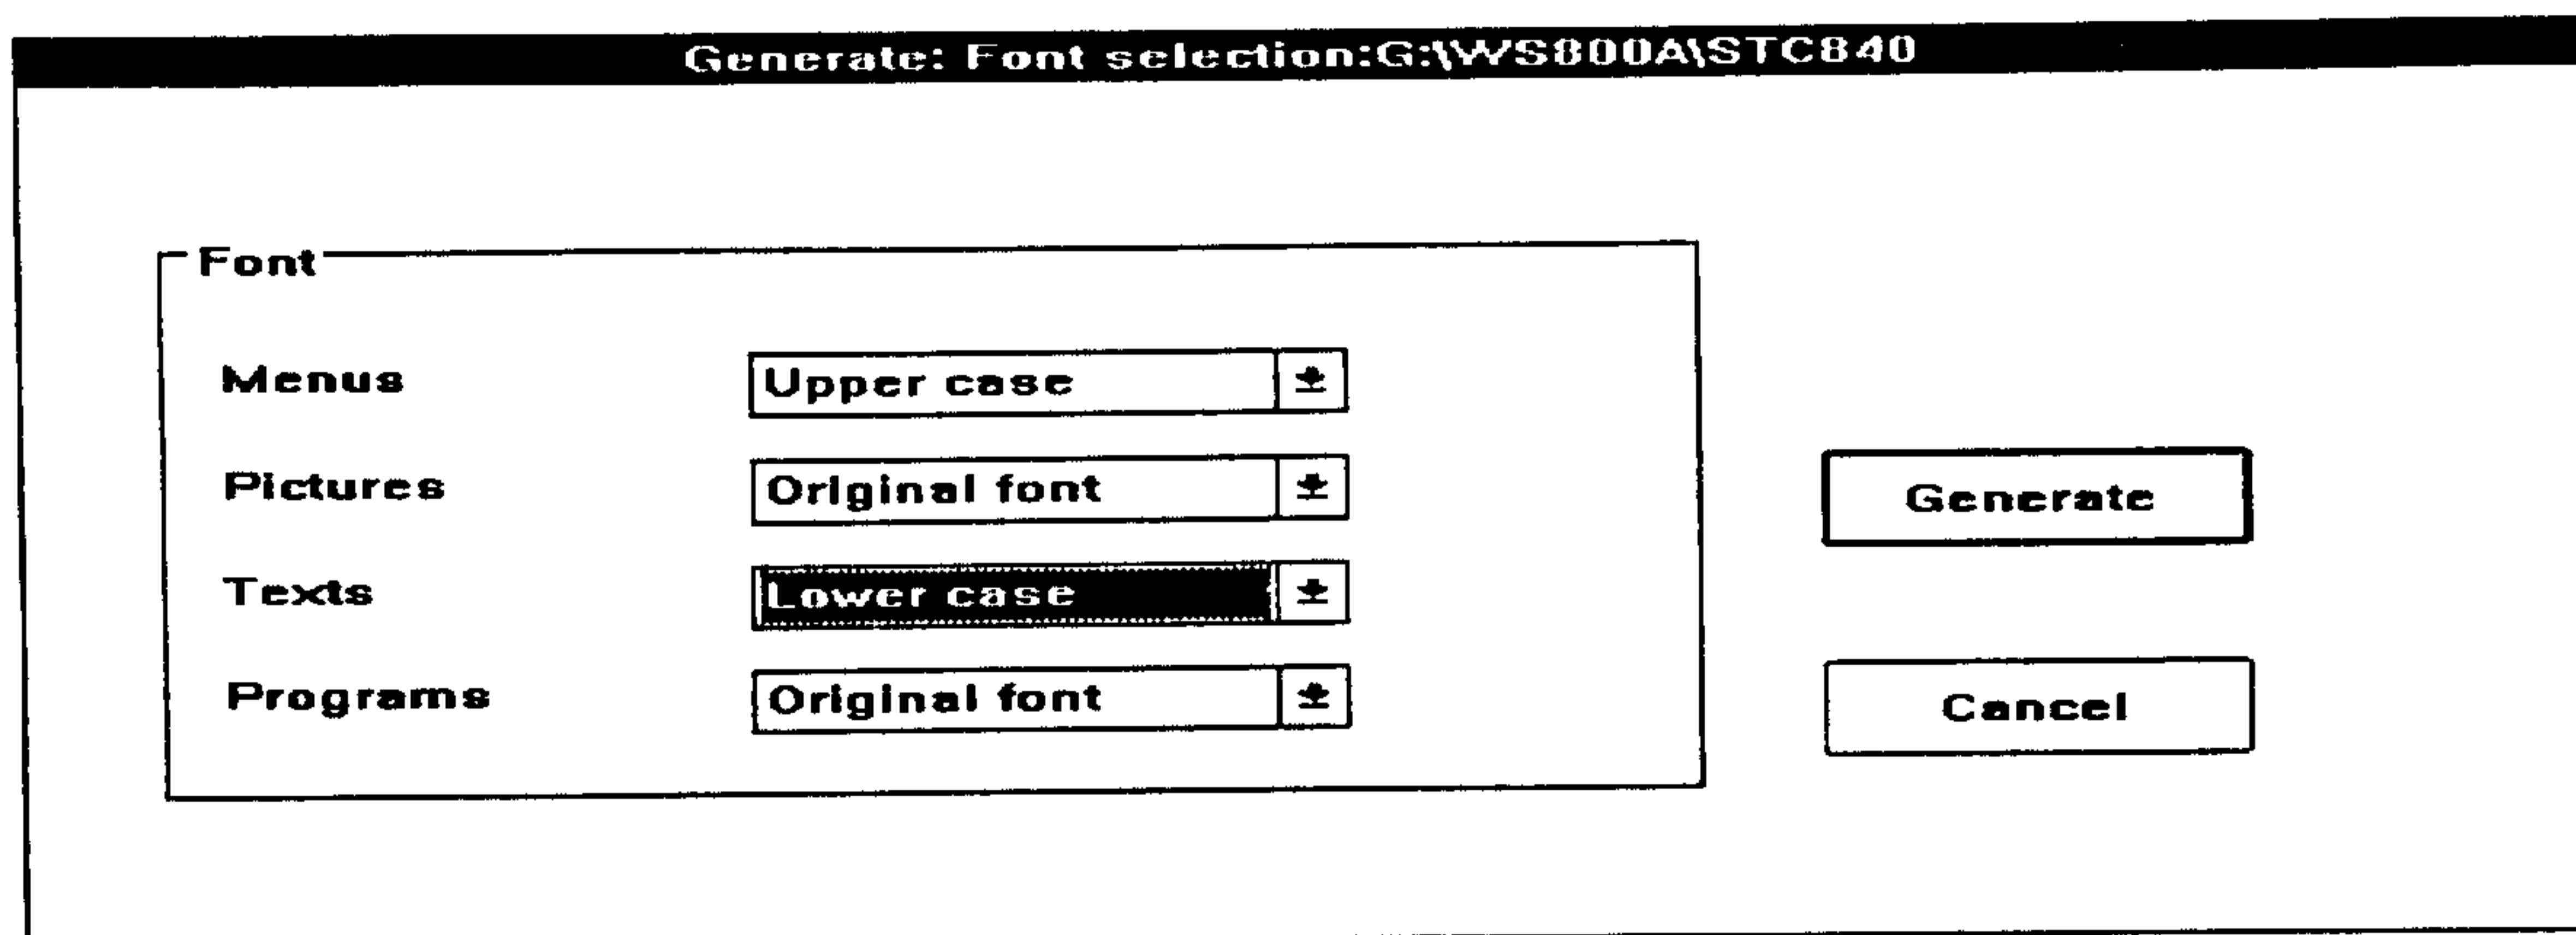 Generate: Font selection:G:\WS800A\STC840
Font
Menus Upper case
Pictures Original font
Generate
Texts Lower case
Programs Original font
Cancel